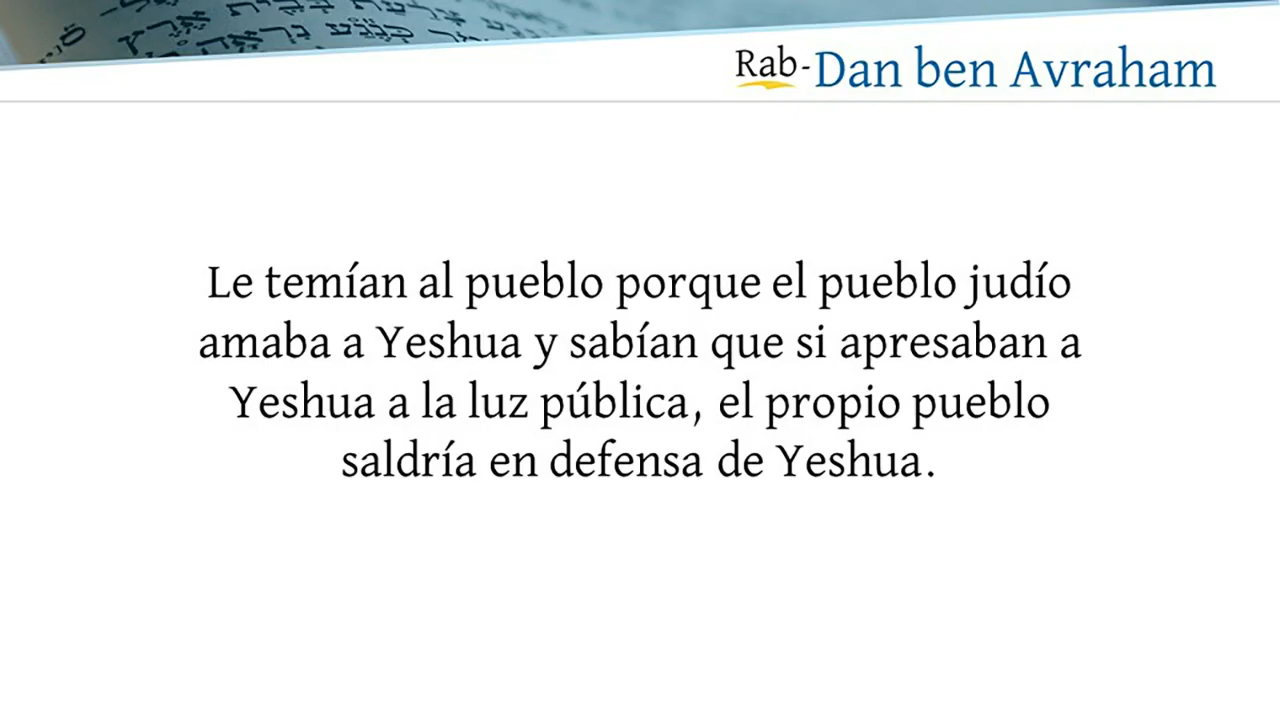 Rab-Dan ben Avraham
Le temían al pueblo porque el pueblo judío
amaba a Yeshua y sabían que si apresaban a
Yeshua a la luz pública, el propio pueblo
saldría en defensa de Yeshua.